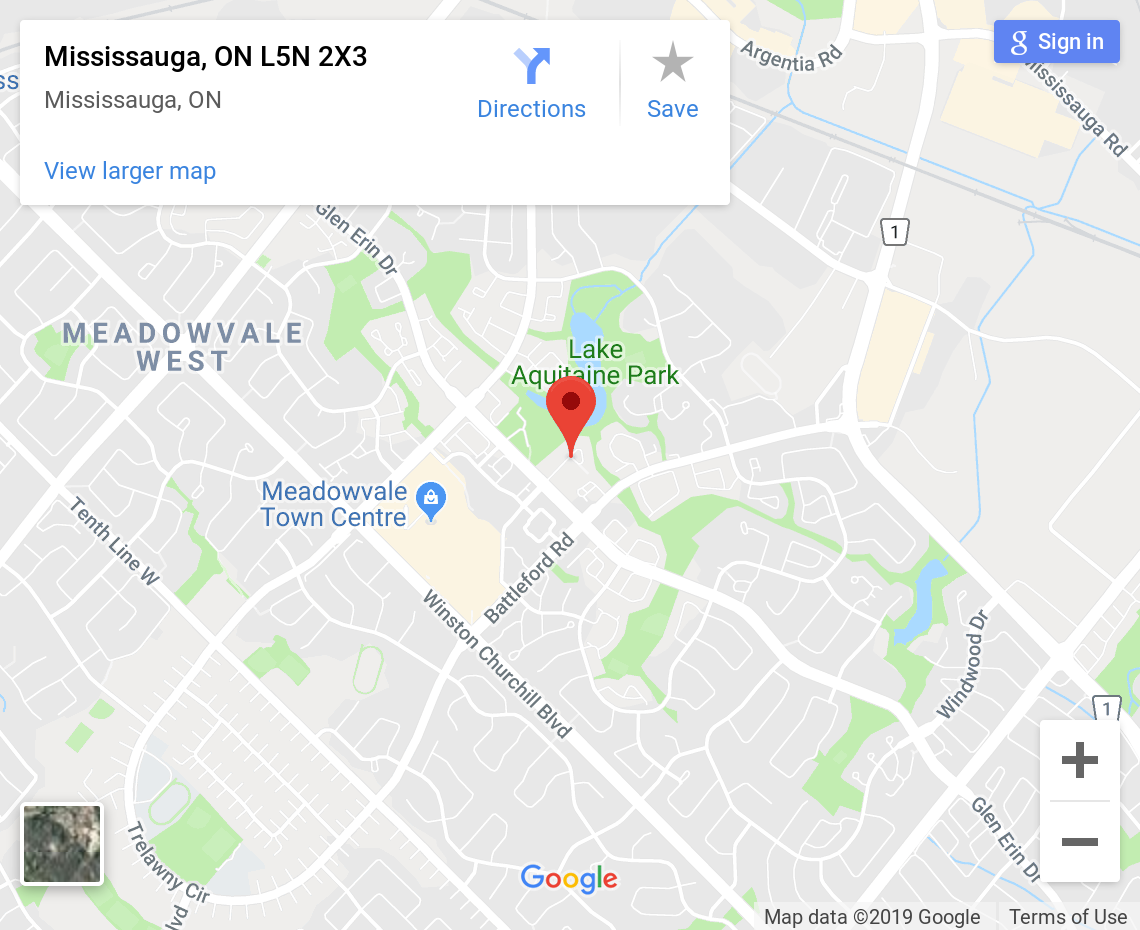 Mississauga, ON L5N 2X3
Mississauga, ON
Directions
Save
View larger map
Sign in
ss
Argentia Rd
Mississauga Rd
1
Glen Erin Dr
MEADOWVALE
WEST
Lake
Aquitaine Park
Meadowvale
Town Centre
Tenth Line W
Battleford Rd
Winston Churchill Blvd
Windwood Dr
1
Glen Erin Dr
Trelawny Cir
lvd
Google
Map data ©2019 Google
Terms of Use